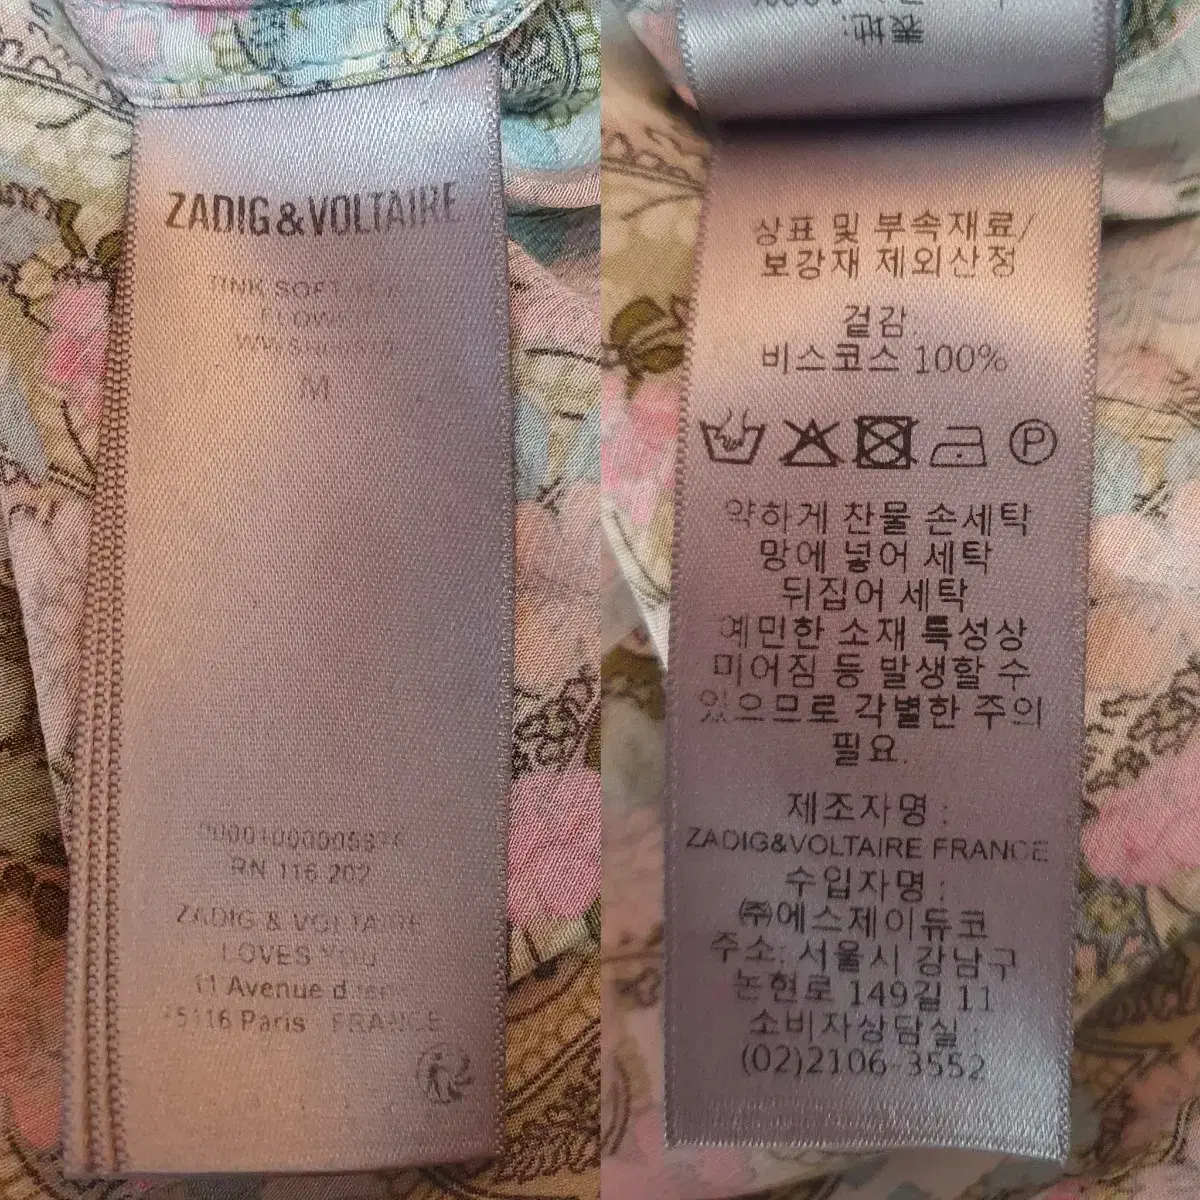 ZADIG&VOLTAIRE
TINK SOFT
M
RN 116 202
ZADIG & VOLTAIRE
LOVES YOU
11 Avenue
Paris FRANCE
表地:
상표 및 부속재료/
보강재 제외산정
겉감.
비스코스 100%
P
약하게 찬물 손세탁
망에 넣어 세탁
뒤집어 세탁
예민한 소재 특성상
미어짐 등 발생할 수
있으므로 각별한 주의
필요.
제조자명 :
ZADIG&VOLTAIRE FRANCE
수입자명 :
㈜에스제이듀코
주소: 서울시 강남구
논현로 149길 11
소비자상담실 :
(02)2106-3552